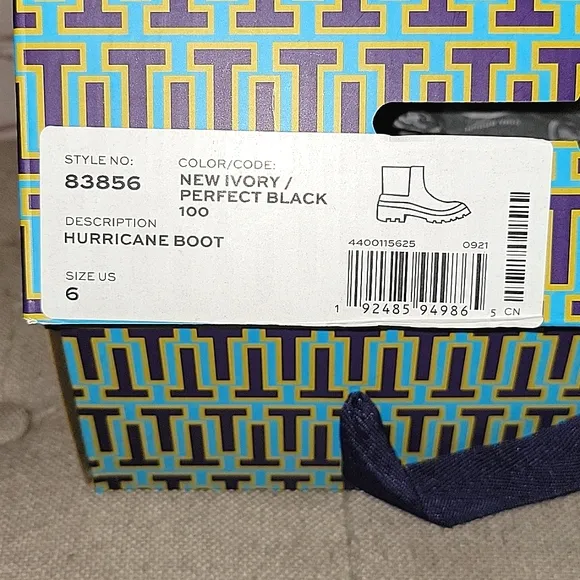 STYLE NO:
83856
COLOR/CODE:
NEW IVORY /
PERFECT BLACK
100
DESCRIPTION
HURRICANE BOOT
SIZE US
6
4400115625 0921
1 92485 94986 5 CN